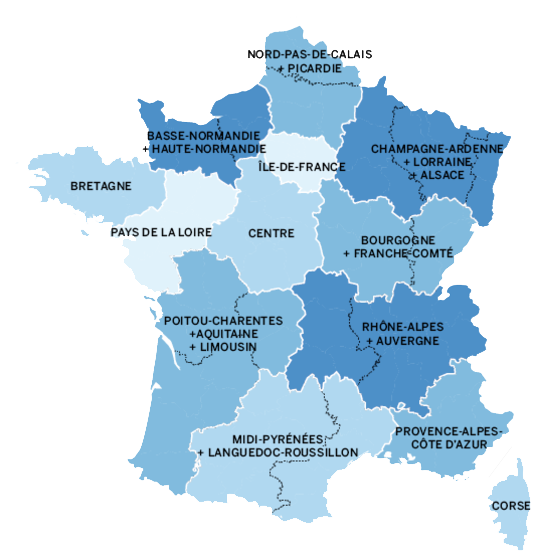 NORD-PAS-DE-CALAIS
+ PICARDIE
BASSE-NORMANDIE
+ HAUTE-NORMANDIE
ÎLE-DE-FRANCE
CHAMPAGNE-ARDENNE
+ LORRAINE
+ ALSACE
BRETAGNE
PAYS DE LA LOIRE
CENTRE
BOURGOGNE
+ FRANCHE-COMTÉ
POITOU-CHARENTES
+AQUITAINE
+ LIMOUSIN
RHÔNE-ALPES
+ AUVERGNE
MIDI-PYRÉNÉES
+ LANGUEDOC-ROUSSILLON
PROVENCE-ALPES-
CÔTE D'AZUR
CORSE